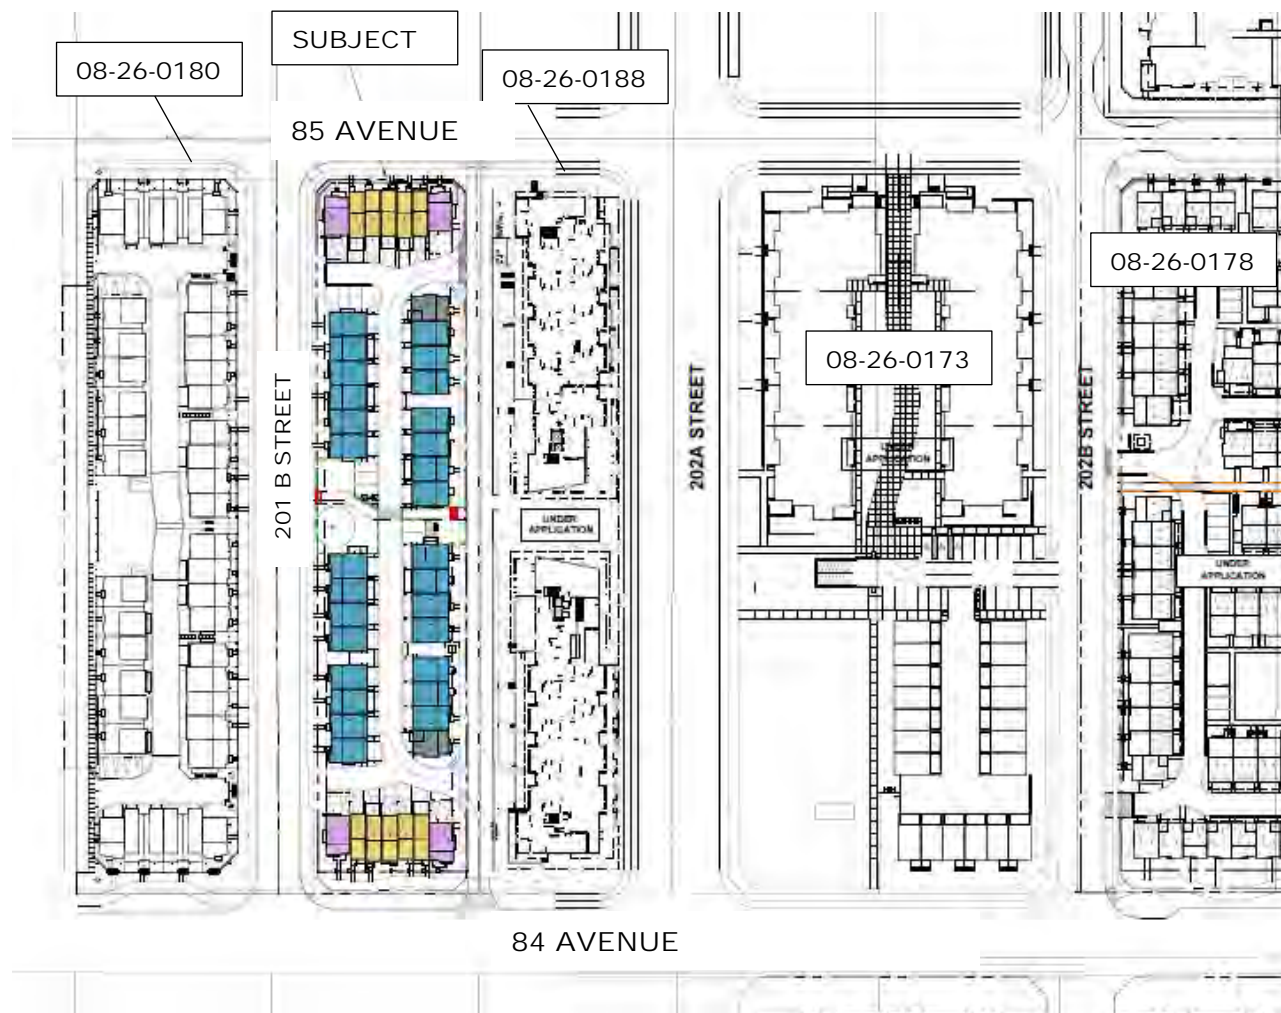 SUBJECT
08-26-0180
08-26-0188
85 AVENUE
08-26-0178
08-26-0173
201 B STREET
202A STREET
202B STREET
APPLICATION
UNDER
APPLICATION
UNDER
APPLICATION
84 AVENUE